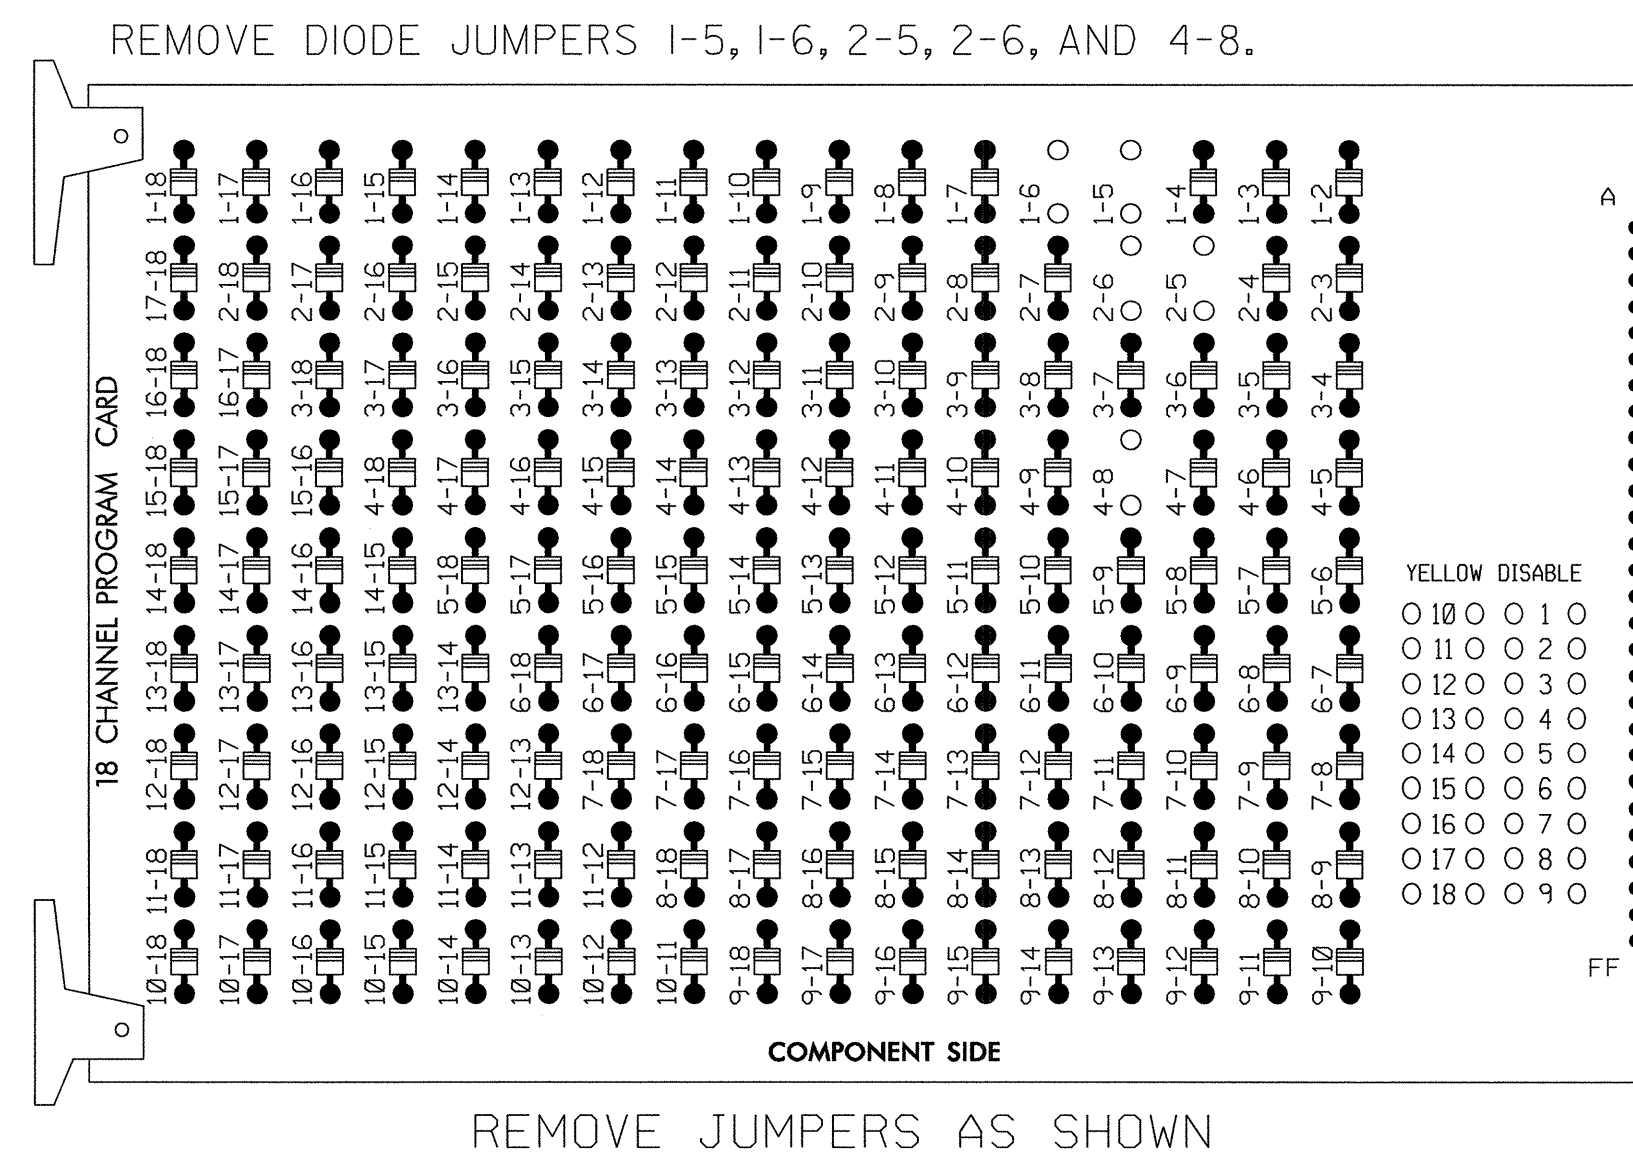 REMOVE DIODE JUMPERS 1-5, 1-6, 2-5, 2-6, AND 4-8.
1-18 1-17 1-16 1-15 1-14 1-13 1-12 1-11 1-10 1-9 1-8 1-7 1-6 1-5 1-4 1-3 1-2
A
17-18 2-18 2-17 2-16 2-15 2-14 2-13 2-12 2-11 2-10 2-9 2-8 2-7 2-6 2-5 2-4 2-3
16-18 16-17 3-18 3-17 3-16 3-15 3-14 3-13 3-12 3-11 3-10 3-9 3-8 3-7 3-6 3-5 3-4
15-18 15-17 15-16 4-18 4-17 4-16 4-15 4-14 4-13 4-12 4-11 4-10 4-9 4-8 4-7 4-6 4-5
14-18 14-17 14-16 14-15 5-18 5-17 5-16 5-15 5-14 5-13 5-12 5-11 5-10 5-9 5-8 5-7 5-6
13-18 13-17 13-16 13-15 13-14 6-18 6-17 6-16 6-15 6-14 6-13 6-12 6-11 6-10 6-9 6-8 6-7
12-18 12-17 12-16 12-15 12-14 12-13 7-18 7-17 7-16 7-15 7-14 7-13 7-12 7-11 7-10 7-9 7-8
11-18 11-17 11-16 11-15 11-14 11-13 11-12 8-18 8-17 8-16 8-15 8-14 8-13 8-12 8-11 8-10 8-9
10-18 10-17 10-16 10-15 10-14 10-13 10-12 10-11 9-18 9-17 9-16 9-15 9-14 9-13 9-12 9-11 9-10
18 CHANNEL PROGRAM CARD
YELLOW DISABLE
10 1
11 2
12 3
13 4
14 5
15 6
16 7
17 8
18 9
FF
COMPONENT SIDE
REMOVE JUMPERS AS SHOWN